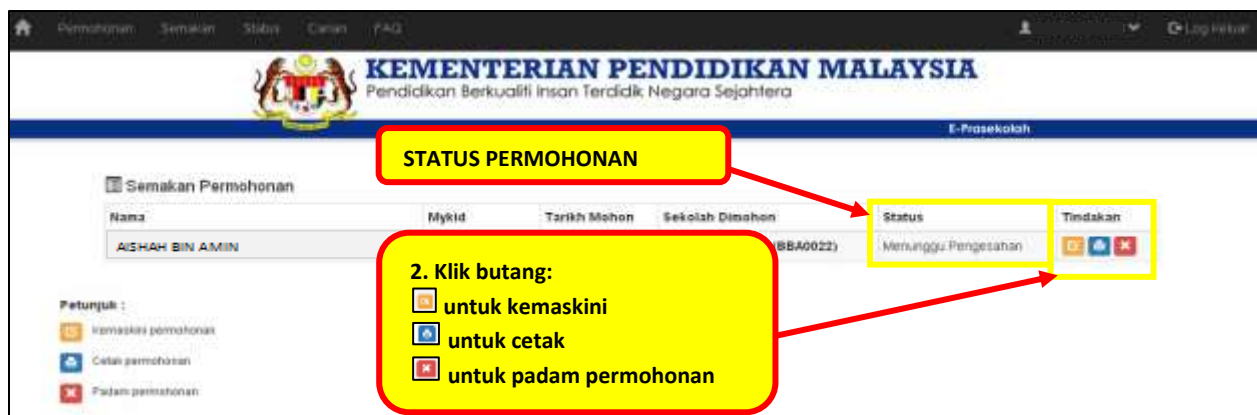 Permohonan Semakan Status Carian FAQ Log Keluar
KEMENTERIAN PENDIDIKAN MALAYSIA
Pendidikan Berkualiti Insan Terdidik Negara Sejahtera
E-Prasekolah
STATUS PERMOHONAN
Semakan Permohonan
Nama Mykid Tarikh Mohon Sekolah Dimohon Status Tindakan
AISHAH BIN AMIN (BBA0022) Menunggu Pengesahan
2. Klik butang:
untuk kemaskini
untuk cetak
untuk padam permohonan
Petunjuk :
Kemaskini permohonan
Cetak permohonan
Padam permohonan